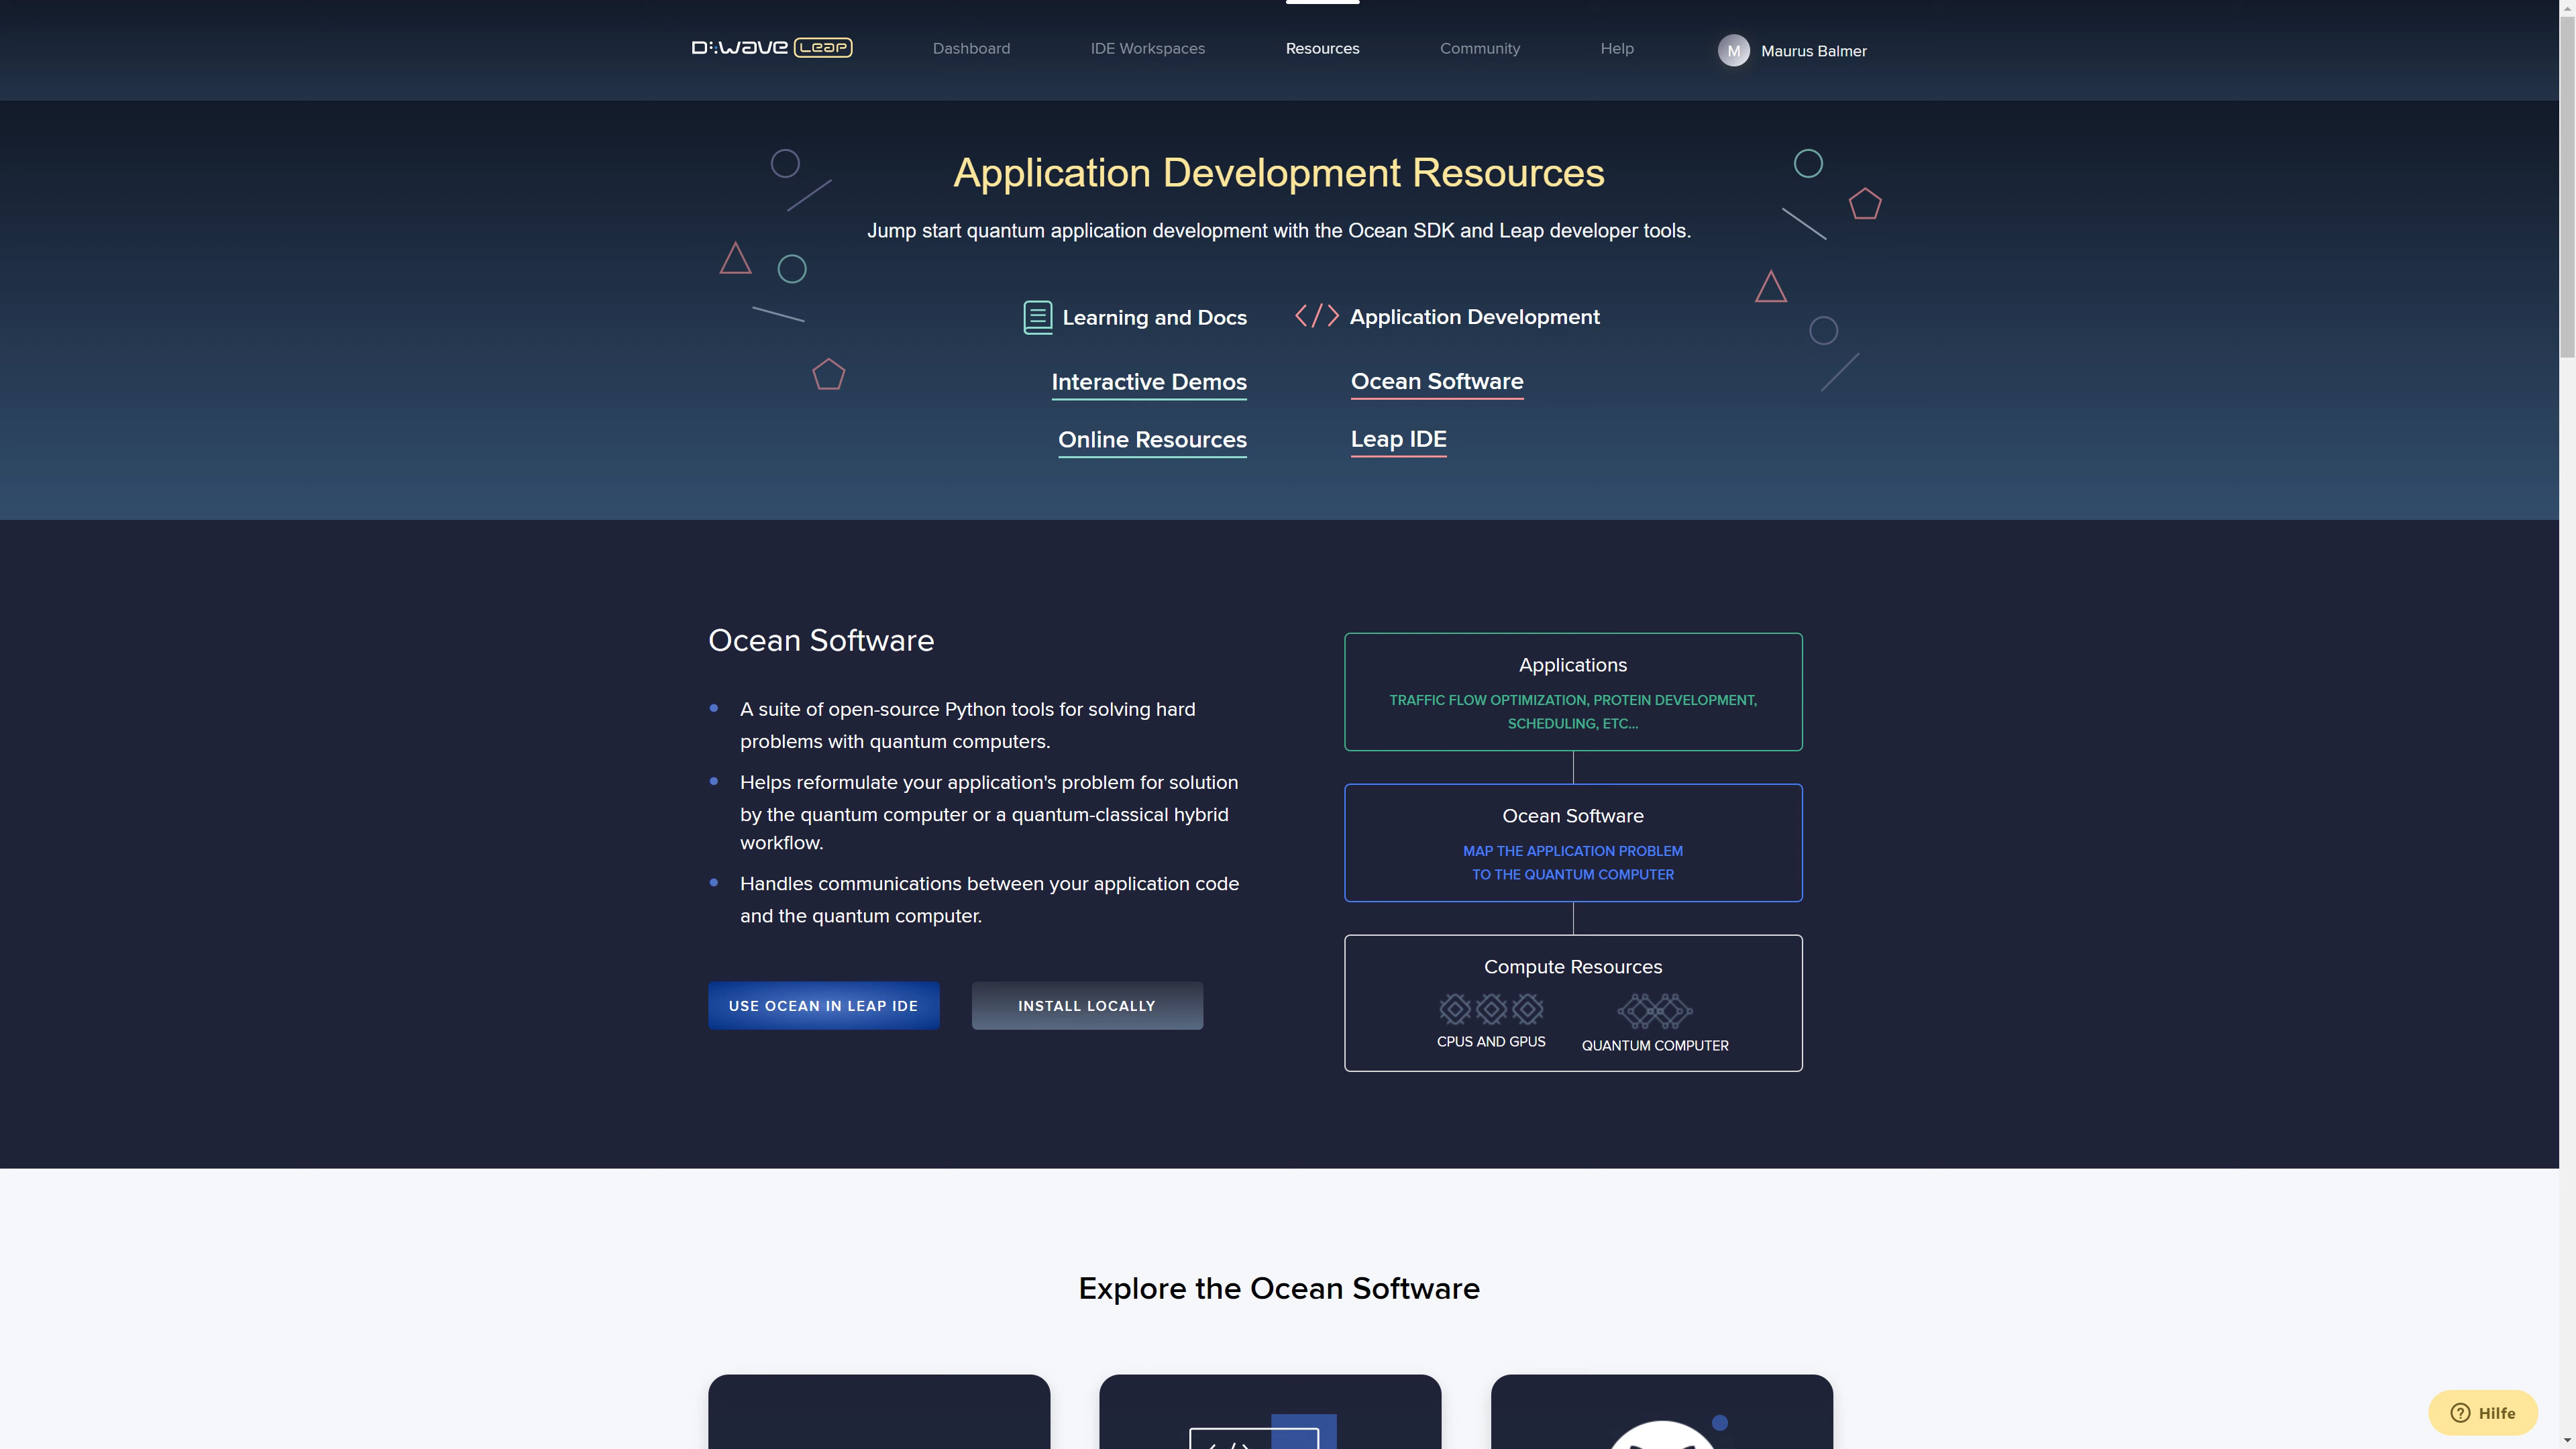 D:Wave Leap
Dashboard
IDE Workspaces
Resources
Community
Help
M
Maurus Balmer
Application Development Resources
Jump start quantum application development with the Ocean SDK and Leap developer tools.
Learning and Docs
Interactive Demos
Online Resources
</> Application Development
Ocean Software
Leap IDE
Ocean Software
A suite of open-source Python tools for solving hard
problems with quantum computers.
Helps reformulate your application's problem for solution
by the quantum computer or a quantum-classical hybrid
workflow.
Handles communications between your application code
and the quantum computer.
USE OCEAN IN LEAP IDE
INSTALL LOCALLY
Applications
TRAFFIC FLOW OPTIMIZATION, PROTEIN DEVELOPMENT,
SCHEDULING, ETC...
Ocean Software
MAP THE APPLICATION PROBLEM
TO THE QUANTUM COMPUTER
Compute Resources
CPUS AND GPUS
QUANTUM COMPUTER
Explore the Ocean Software
? Hilfe